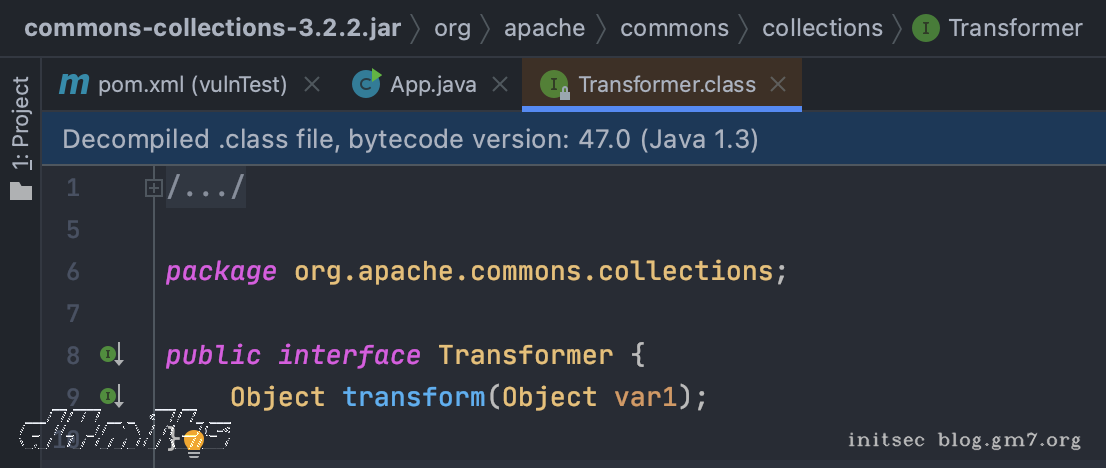 commons-collections-3.2.2.jar 〉 org 〉 apache 〉 commons 〉 collections 〉 I Transformer
1: Project
m pom.xml (vulnTest) × C App.java × I Transformer.class ×
Decompiled .class file, bytecode version: 47.0 (Java 1.3)
1 /.../
5
6 package org.apache.commons.collections;
7
8 public interface Transformer {
9 Object transform(Object var1);
10 }
initsec blog.gm7.org